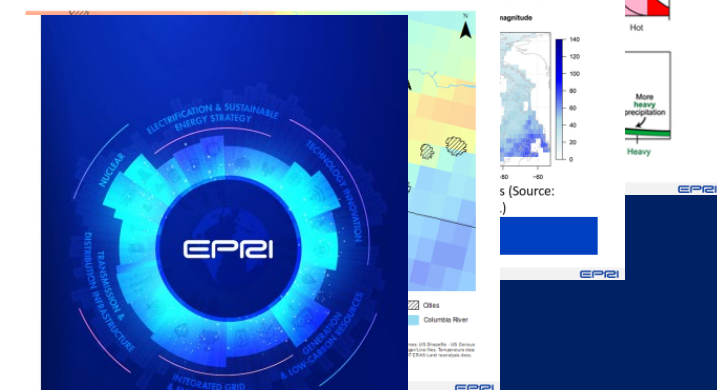 ELECTRIFICATION & SUSTAINABLE
ENERGY STRATEGY
NUCLEAR
TECHNOLOGY INNOVATION
TRANSMISSION &
DISTRIBUTION INFRASTRUCTURE
GENERATION
& LOW-CARBON RESOURCES
INTEGRATED GRID
EPRI
N
Cities
Columbia River
EPRI
magnitude
140
120
100
80
60
40
20
0
-80
-60
s (Source:
.)
EPRI
Hot
More
heavy
precipitation
Heavy
EPRI